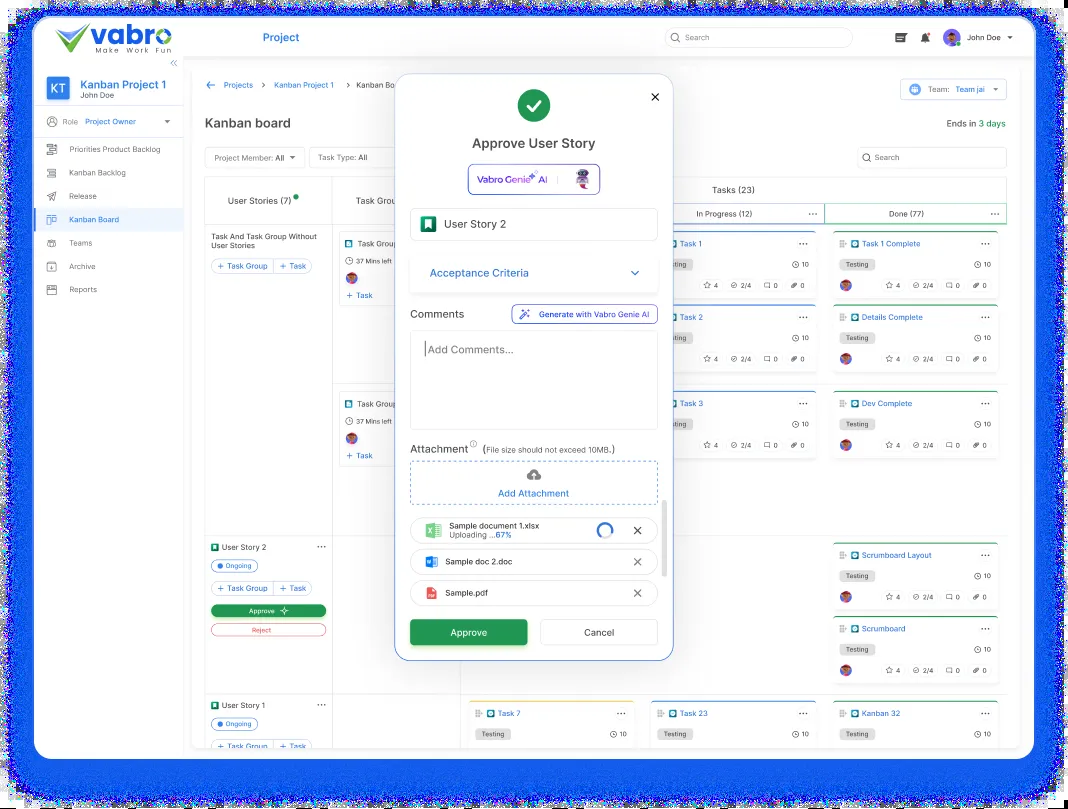 vabro
Make Work Fun
Project
Search
John Doe
KT
Kanban Project 1
John Doe
Role Project Owner
Priorities Product Backlog
Kanban Backlog
Release
Kanban Board
Teams
Archive
Reports
Projects > Kanban Project 1 > Kanban Bo
Team: Team jai
Kanban board
Ends in 3 days
Project Member: All
Task Type: All
Search
User Stories (7)
Task Grou
Tasks (23)
In Progress (12) ...
Done (77) ...
Task And Task Group Without
User Stories
+ Task Group + Task
Task Grou
37 Mins left
+ Task
Task Grou
37 Mins left
+ Task
Approve User Story
Vabro Genie AI
User Story 2
Acceptance Criteria
Comments
Generate with Vabro Genie AI
Add Comments...
Attachment (File size should not exceed 10MB.)
Add Attachment
Sample document 1.xlsx
Uploading ...67%
Sample doc 2.doc
Sample.pdf
Approve
Cancel
Task 1 ...
ting 10
4 2/4 0 0
Task 1 Complete ...
Testing 10
4 2/4 0 0
Task 2 ...
ting 10
4 2/4 0 0
Details Complete ...
Testing 10
4 2/4 0 0
Task 3 ...
ting 10
4 2/4 0 0
Dev Complete ...
Testing 10
4 2/4 0 0
User Story 2 ...
Ongoing
+ Task Group + Task
Approve
Reject
Scrumboard Layout ...
Testing 10
4 2/4 0 0
Scrumboard ...
Testing 10
4 2/4 0 0
User Story 1 ...
Ongoing
+ Task Group + Task
Task 7 ...
Testing 10
Task 23 ...
Testing 10
Kanban 32 ...
Testing 10